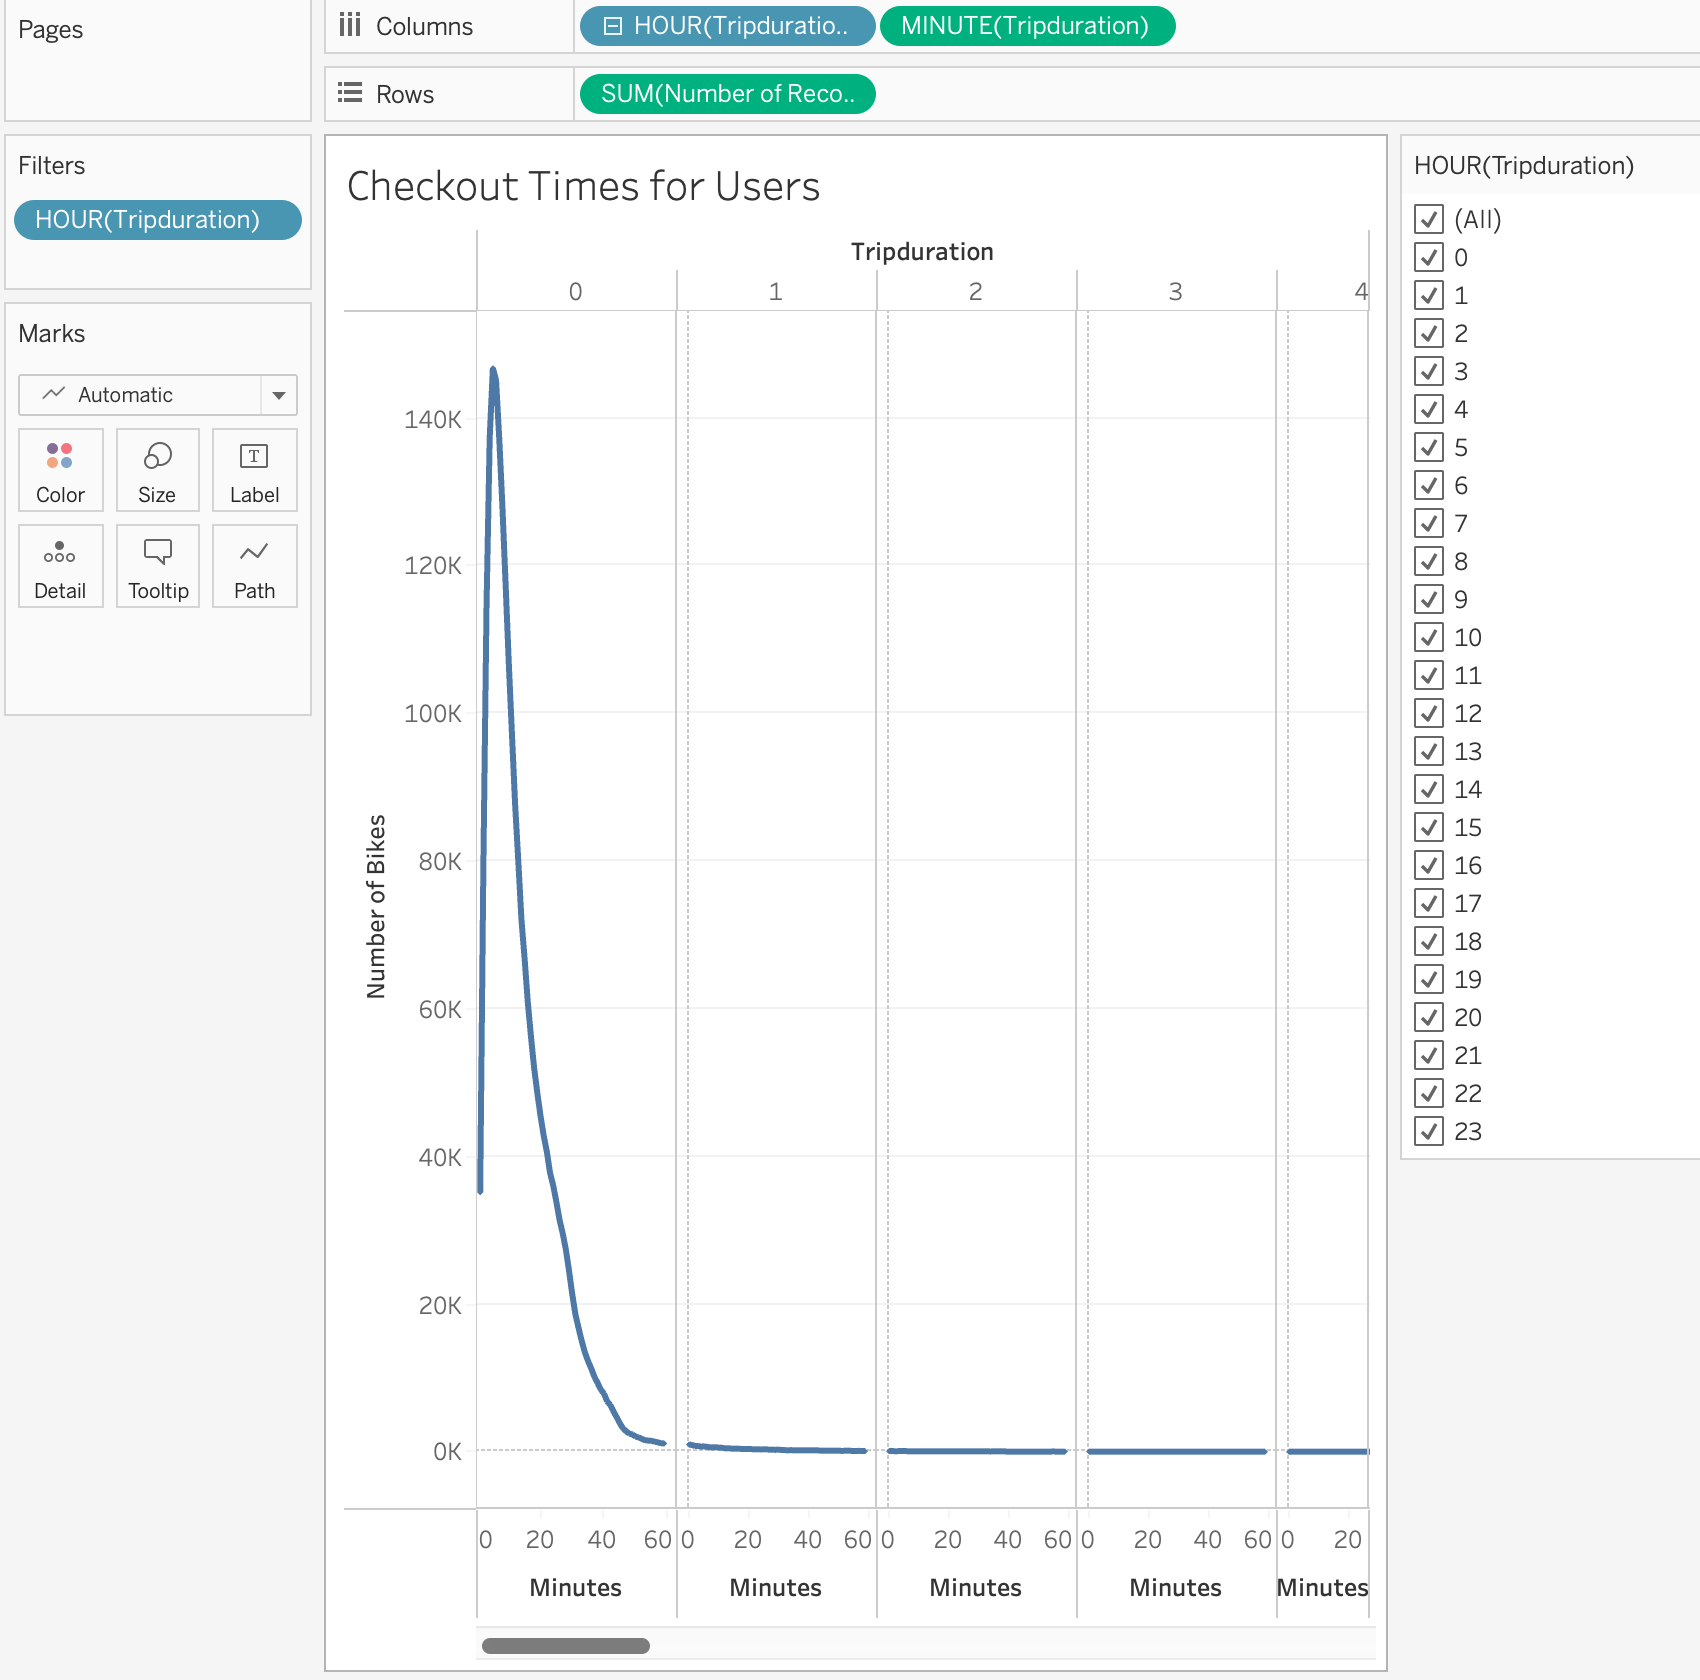 Pages
Columns
HOUR(Tripduratio..
MINUTE(Tripduration)
Rows
SUM(Number of Reco..
Filters
HOUR(Tripduration)
Marks
Automatic
Color
Size
T
Label
Detail
Tooltip
Path
Checkout Times for Users
Tripduration
0 1 2 3 4
Number of Bikes
140K
120K
100K
80K
60K
40K
20K
0K
0 20 40 60 0 20 40 60 0 20 40 60 0 20 40 60 0 20
Minutes Minutes Minutes Minutes Minutes
HOUR(Tripduration)
(All)
0
1
2
3
4
5
6
7
8
9
10
11
12
13
14
15
16
17
18
19
20
21
22
23